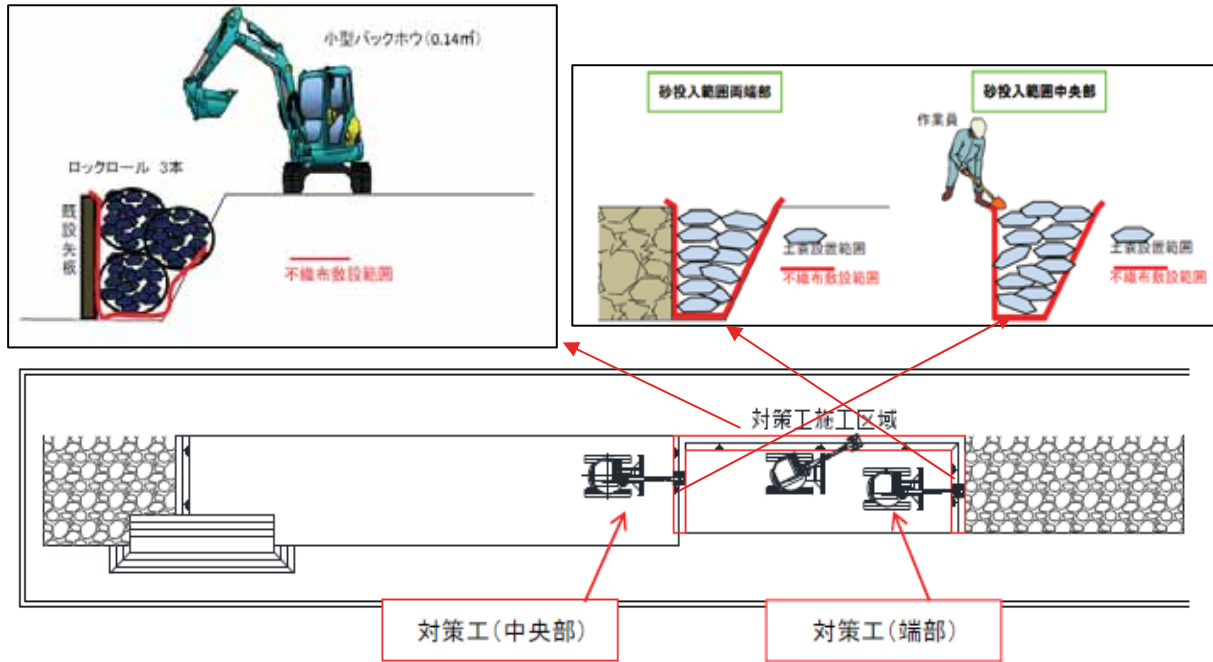 小型バックホウ(0.14㎥)
ロックロール 3本
既設矢板
不織布敷設範囲
砂投入範囲両端部
砂投入範囲中央部
作業員
土嚢設置範囲
不織布敷設範囲
土嚢設置範囲
不織布敷設範囲
対策工施工区域
対策工(中央部)
対策工(端部)